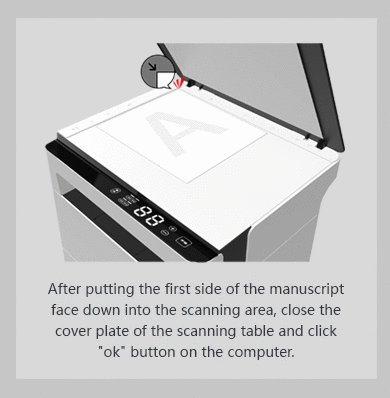 A
88
After putting the first side of the manuscript
face down into the scanning area, close the
cover plate of the scanning table and click
"ok" button on the computer.